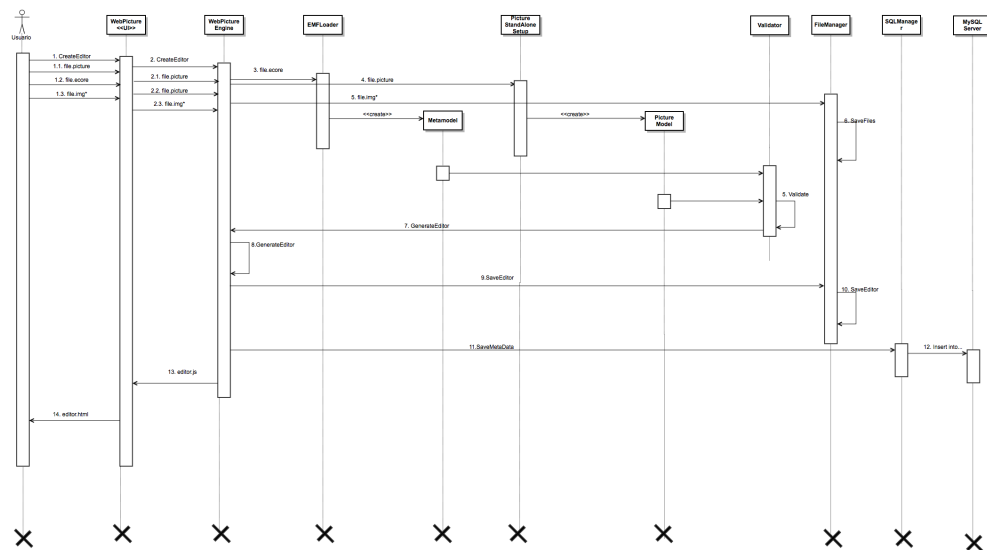 Usuario
WebPicture
<<UI>>
WebPicture
Engine
EMFLoader
Picture
StandAlone
Setup
Validator
FileManager
SQLManage
r
MySQL
Server
1. CreateEditor
1.1. file.picture
1.2. file.ecore
1.3. file.img*
2. CreateEditor
2.1. file.picture
2.2. file.picture
2.3. file.img*
3. file.ecore
4. file.picture
5. file.img*
<<create>>
Metamodel
<<create>>
Picture
Model
6. SaveFiles
5. Validate
7. GenerateEditor
8.GenerateEditor
9.SaveEditor
10. SaveEditor
11.SaveMetaData
12. Insert into...
13. editor.js
14. editor.html